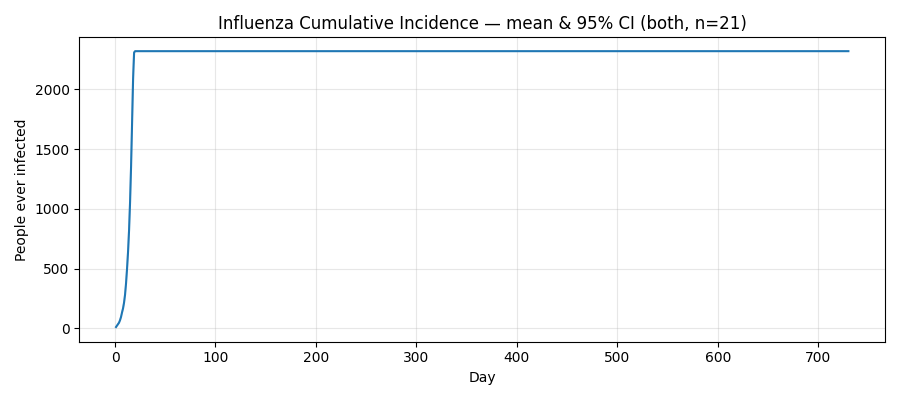 Influenza Cumulative Incidence — mean & 95% CI (both, n=21)
People ever infected
2000
1500
1000
500
0
0 100 200 300 400 500 600 700
Day